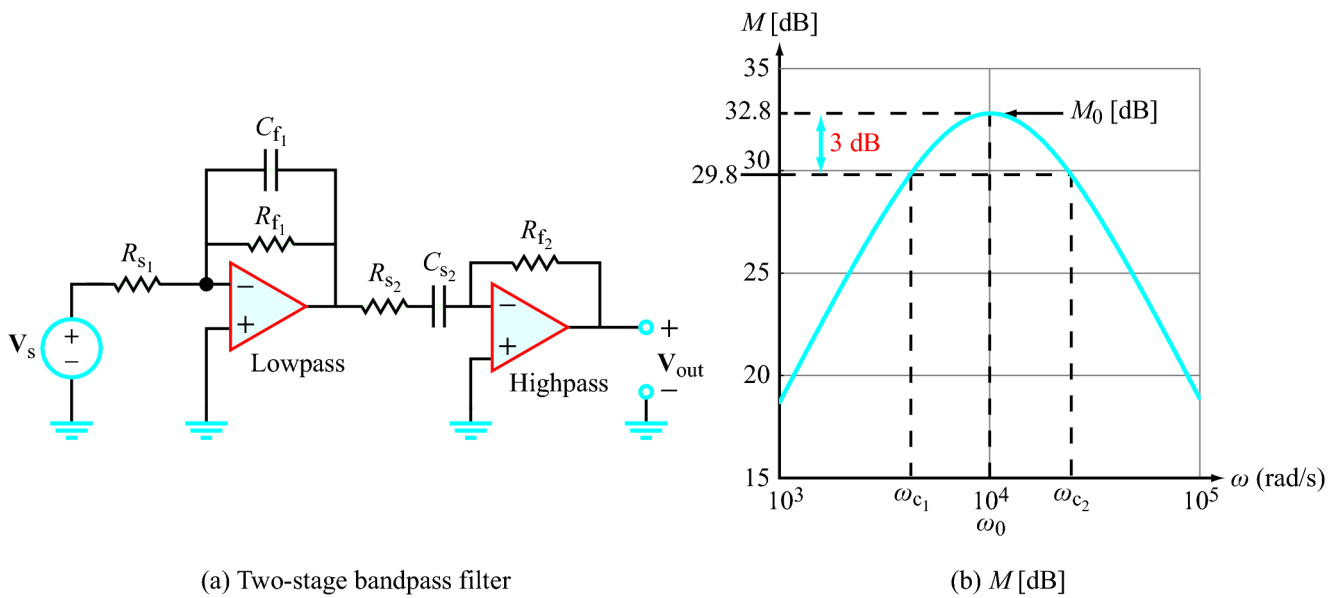 C_f1
R_f1
R_s1
R_s2
C_s2
R_f2
V_s
+
−
−
+
Lowpass
−
+
Highpass
+
V_out
−
(a) Two-stage bandpass filter
M [dB]
35
32.8
M_0 [dB]
3 dB
30
29.8
25
20
15
10^3
ω_c1
10^4
ω_c2
10^5
ω (rad/s)
ω_0
(b) M [dB]